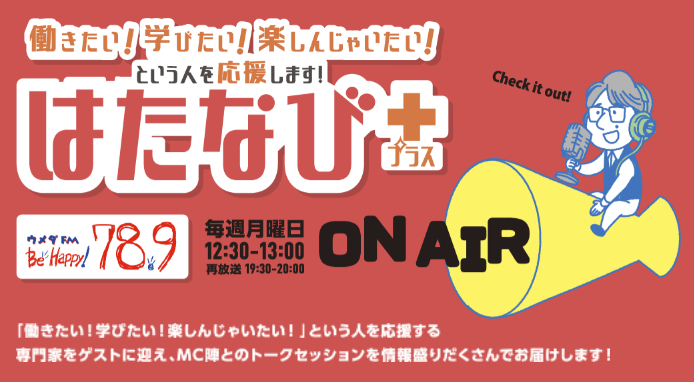 働きたい！学びたい！楽しんじゃいたい！
という人を応援します！
はたなび＋
プラス
Check it out!
ウメダFM
Be Happy!
78.9
毎週月曜日
12:30-13:00
再放送 19:30-20:00
ON AIR
「働きたい！学びたい！楽しんじゃいたい！」という人を応援する
専門家をゲストに迎え、MC陣とのトークセッションを情報盛りだくさんでお届けします！